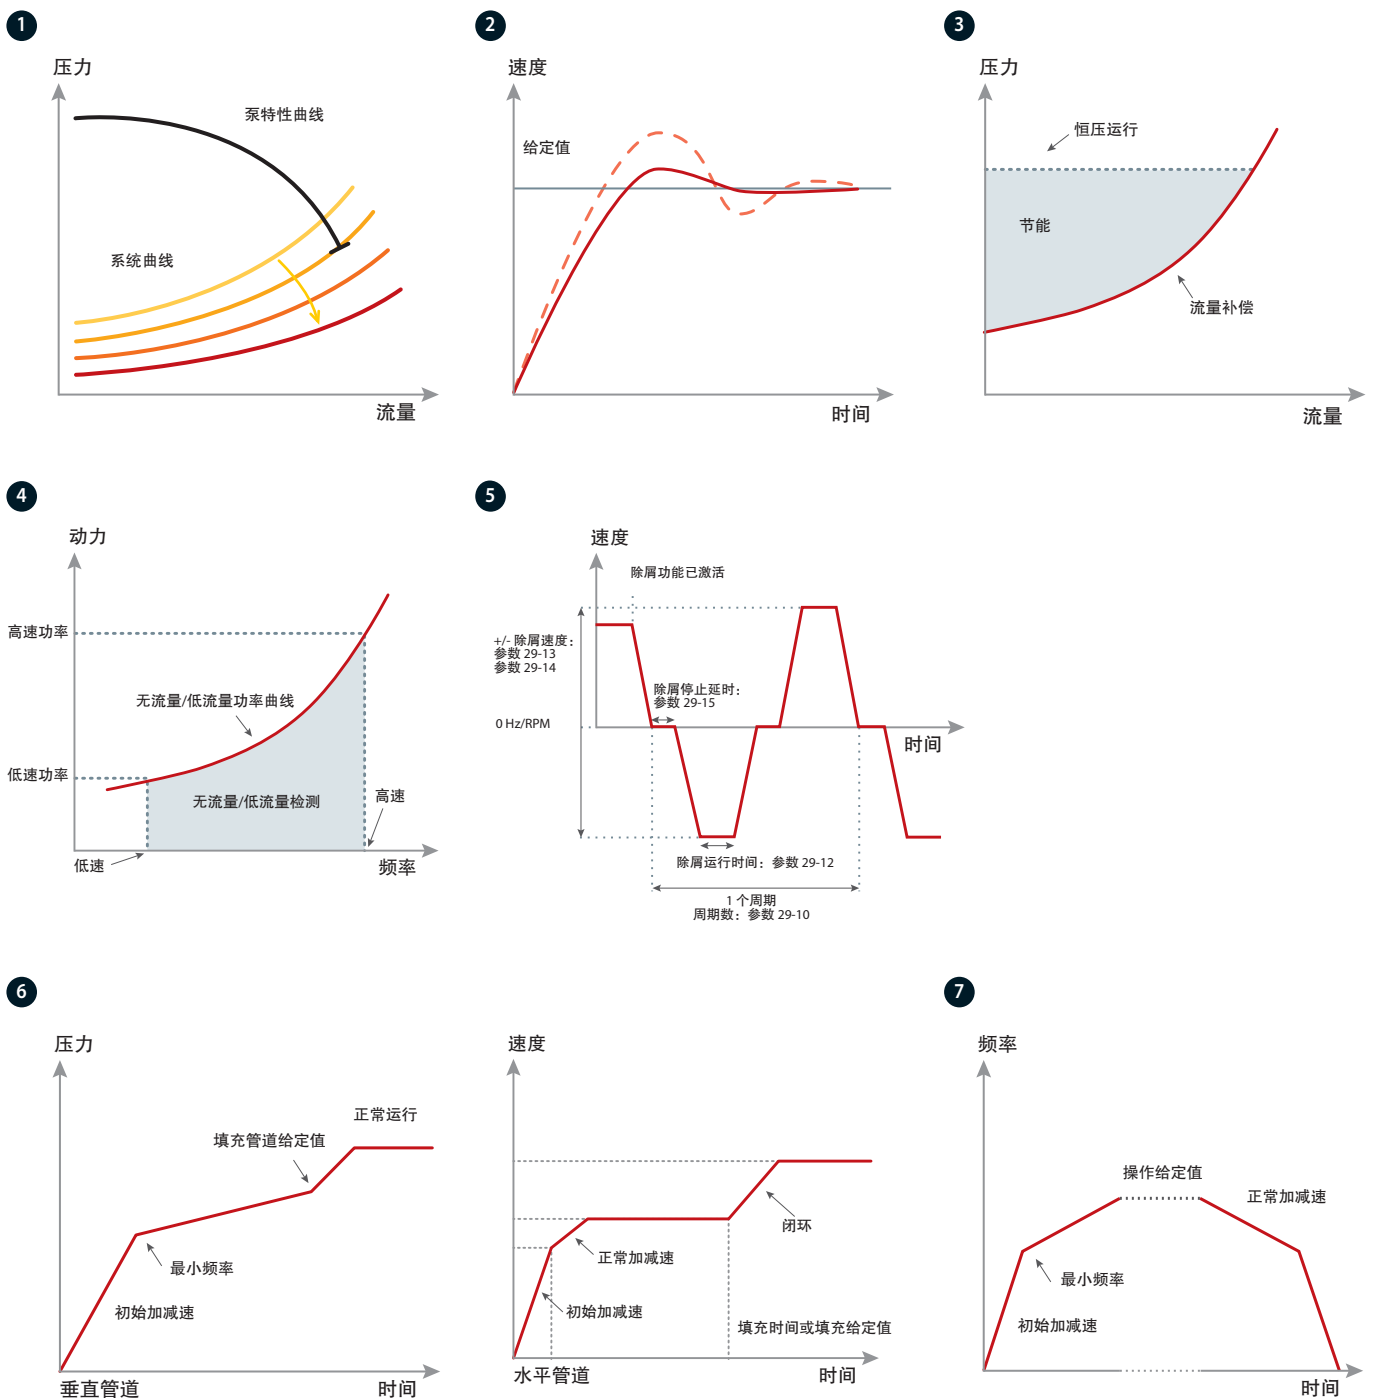 1
压力
泵特性曲线
系统曲线
流量
2
速度
给定值
时间
3
压力
恒压运行
节能
流量补偿
流量
4
动力
高速功率
无流量/低流量功率曲线
低速功率
无流量/低流量检测
高速
低速
频率
5
速度
除屑功能已激活
+/- 除屑速度：
参数 29-13
参数 29-14
除屑停止延时：
参数 29-15
0 Hz/RPM
时间
除屑运行时间：参数 29-12
1 个周期
周期数：参数 29-10
6
压力
正常运行
填充管道给定值
最小频率
初始加减速
垂直管道
时间
速度
闭环
正常加减速
初始加减速
填充时间或填充给定值
水平管道
时间
7
频率
操作给定值
正常加减速
最小频率
初始加减速
时间